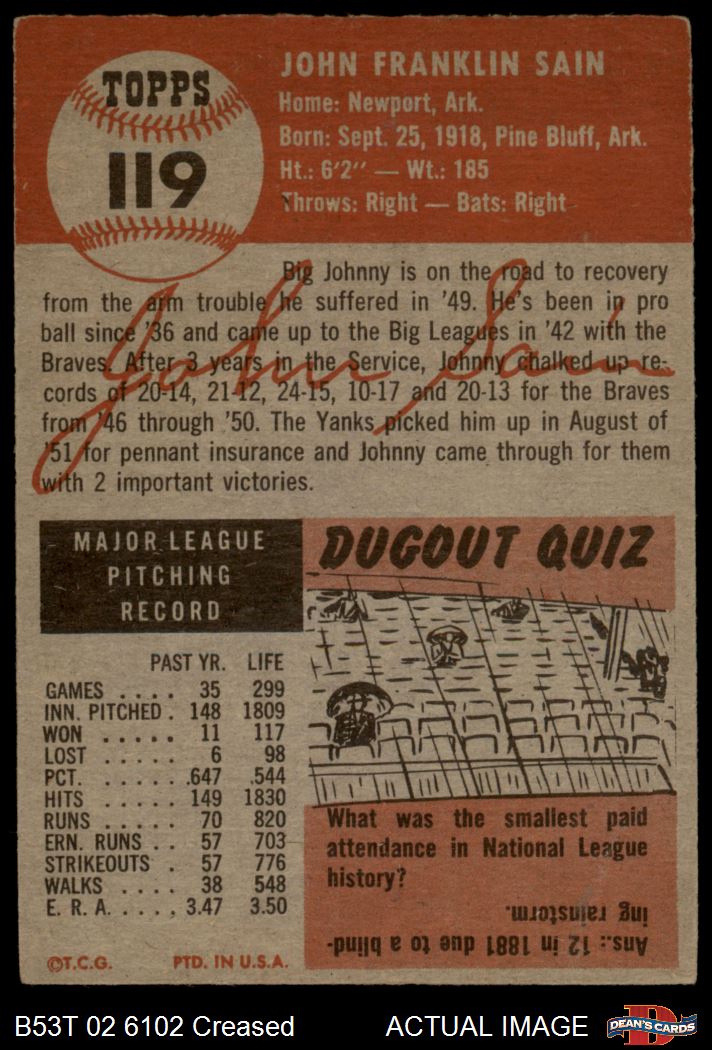 TOPPS
119
JOHN FRANKLIN SAIN
Home: Newport, Ark.
Born: Sept. 25, 1918, Pine Bluff, Ark.
Ht.: 6'2" — Wt.: 185
Throws: Right — Bats: Right
Big Johnny is on the road to recovery
from the arm trouble he suffered in '49. He's been in pro
ball since '36 and came up to the Big Leagues in '42 with the
Braves. After 3 years in the Service, Johnny chalked up re-
cords of 20-14, 21-12, 24-15, 10-17 and 20-13 for the Braves
from '46 through '50. The Yanks picked him up in August of
'51 for pennant insurance and Johnny came through for them
with 2 important victories.
John Sain
MAJOR LEAGUE
PITCHING
RECORD
PAST YR. LIFE
GAMES . . . . 35 299
INN. PITCHED . 148 1809
WON . . . . . 11 117
LOST . . . . . 6 98
PCT. . . . . . .647 .544
HITS . . . . . 149 1830
RUNS . . . . . 70 820
ERN. RUNS . . 57 703
STRIKEOUTS . 57 776
WALKS . . . . 38 548
E. R. A. . . . . 3.47 3.50
©T.C.G. PTD. IN U.S.A.
DUGOUT QUIZ
What was the smallest paid
attendance in National League
history?
Ans.: 12 in 1881 due to a blind-
ing rainstorm.
B53T 02 6102 Creased ACTUAL IMAGE
DEAN'S CARDS